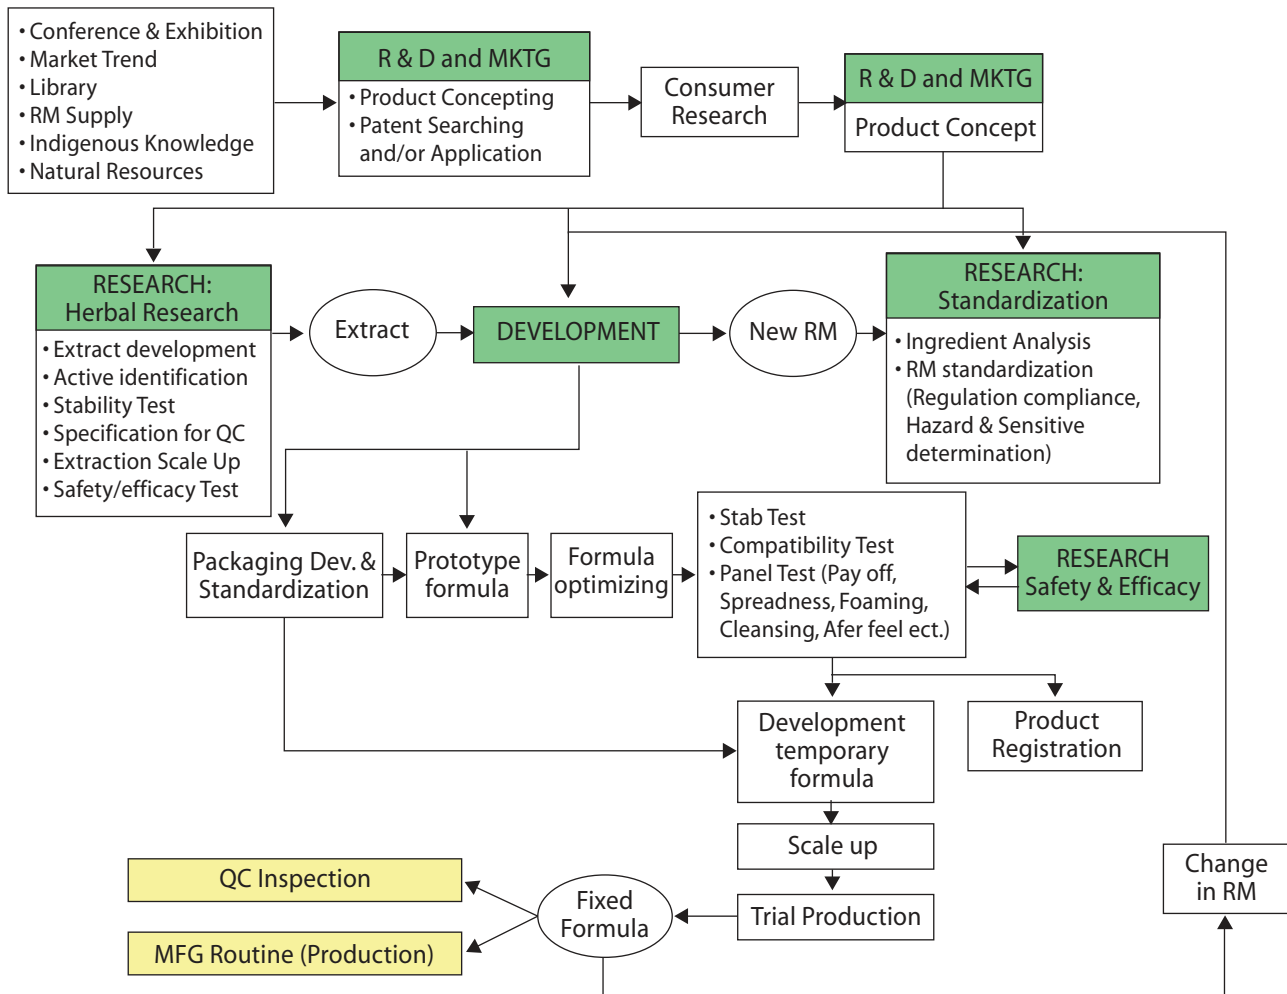 • Conference & Exhibition
• Market Trend
• Library
• RM Supply
• Indigenous Knowledge
• Natural Resources
R & D and MKTG
• Product Concepting
• Patent Searching
and/or Application
Consumer
Research
R & D and MKTG
Product Concept
RESEARCH:
Herbal Research
• Extract development
• Active identification
• Stability Test
• Specification for QC
• Extraction Scale Up
• Safety/efficacy Test
Extract
DEVELOPMENT
New RM
RESEARCH:
Standardization
• Ingredient Analysis
• RM standardization
(Regulation compliance,
Hazard & Sensitive
determination)
Packaging Dev. &
Standardization
Prototype
formula
Formula
optimizing
• Stab Test
• Compatibility Test
• Panel Test (Pay off,
Spreadness, Foaming,
Cleansing, Afer feel ect.)
RESEARCH
Safety & Efficacy
Development
temporary
formula
Product
Registration
Scale up
Trial Production
Fixed
Formula
QC Inspection
MFG Routine (Production)
Change
in RM